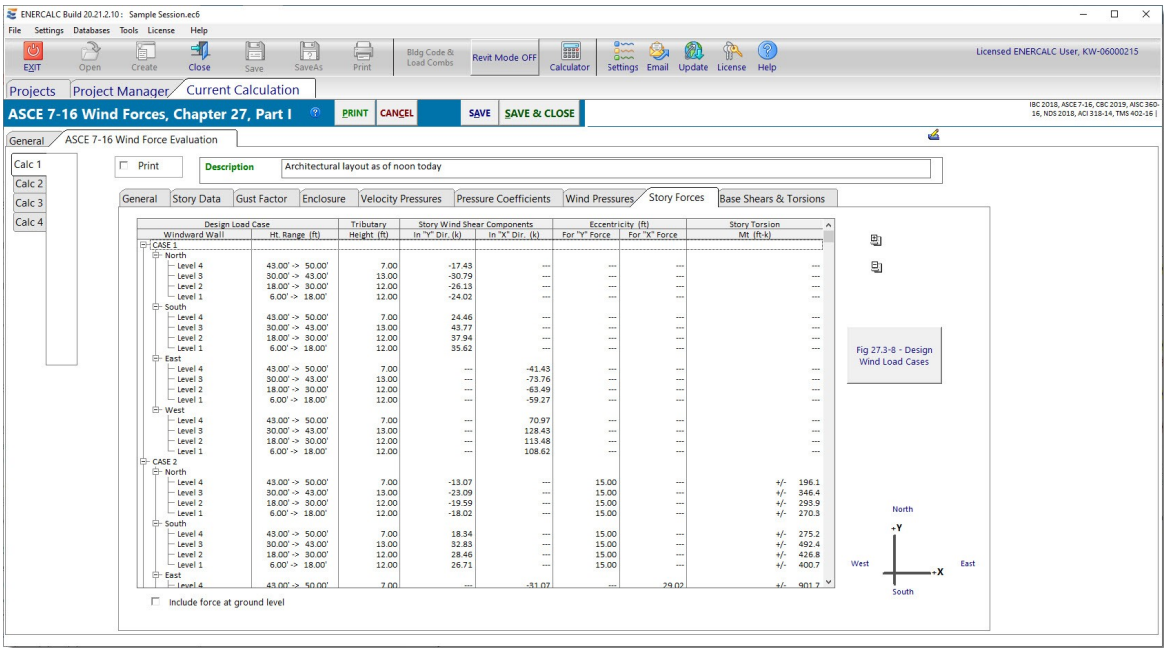 ENERCALC Build 20.21.2.10 : Sample Session.ec6
File Settings Databases Tools License Help
EXIT Open Create Close Save SaveAs Print Bldg Code & Load Combs Revit Mode OFF Calculator Settings Email Update License Help Licensed ENERCALC User, KW-06000215
Projects Project Manager Current Calculation
ASCE 7-16 Wind Forces, Chapter 27, Part I ? PRINT CANCEL SAVE SAVE & CLOSE
IBC 2018, ASCE 7-16, CBC 2019, AISC 360-
16, NDS 2018, ACI 318-14, TMS 402-16 |
General ASCE 7-16 Wind Force Evaluation
Calc 1
Calc 2
Calc 3
Calc 4
Print Description Architectural layout as of noon today
General Story Data Gust Factor Enclosure Velocity Pressures Pressure Coefficients Wind Pressures Story Forces Base Shears & Torsions
Design Load Case Tributary Story Wind Shear Components Eccentricity (ft) Story Torsion
Windward Wall Ht. Range (ft) Height (ft) In "Y" Dir. (k) In "X" Dir. (k) For "Y" Force For "X" Force Mt (ft-k)
CASE 1
North
Level 4 43.00' -> 50.00' 7.00 -17.43 --- --- --- ---
Level 3 30.00' -> 43.00' 13.00 -30.79 --- --- --- ---
Level 2 18.00' -> 30.00' 12.00 -26.13 --- --- --- ---
Level 1 6.00' -> 18.00' 12.00 -24.02 --- --- --- ---
South
Level 4 43.00' -> 50.00' 7.00 24.46 --- --- --- ---
Level 3 30.00' -> 43.00' 13.00 43.77 --- --- --- ---
Level 2 18.00' -> 30.00' 12.00 37.94 --- --- --- ---
Level 1 6.00' -> 18.00' 12.00 35.62 --- --- --- ---
East
Level 4 43.00' -> 50.00' 7.00 --- -41.43 --- --- ---
Level 3 30.00' -> 43.00' 13.00 --- -73.76 --- --- ---
Level 2 18.00' -> 30.00' 12.00 --- -63.49 --- --- ---
Level 1 6.00' -> 18.00' 12.00 --- -59.27 --- --- ---
West
Level 4 43.00' -> 50.00' 7.00 --- 70.97 --- --- ---
Level 3 30.00' -> 43.00' 13.00 --- 128.43 --- --- ---
Level 2 18.00' -> 30.00' 12.00 --- 113.48 --- --- ---
Level 1 6.00' -> 18.00' 12.00 --- 108.62 --- --- ---
CASE 2
North
Level 4 43.00' -> 50.00' 7.00 -13.07 --- 15.00 --- +/- 196.1
Level 3 30.00' -> 43.00' 13.00 -23.09 --- 15.00 --- +/- 346.4
Level 2 18.00' -> 30.00' 12.00 -19.59 --- 15.00 --- +/- 293.9
Level 1 6.00' -> 18.00' 12.00 -18.02 --- 15.00 --- +/- 270.3
South
Level 4 43.00' -> 50.00' 7.00 18.34 --- 15.00 --- +/- 275.2
Level 3 30.00' -> 43.00' 13.00 32.83 --- 15.00 --- +/- 492.4
Level 2 18.00' -> 30.00' 12.00 28.46 --- 15.00 --- +/- 426.8
Level 1 6.00' -> 18.00' 12.00 26.71 --- 15.00 --- +/- 400.7
East
Level 4 43.00' -> 50.00' 7.00 --- -31.07 --- 29.02 +/- 901.7
Include force at ground level
Fig 27.3-8 - Design
Wind Load Cases
North
+Y
West +X East
South